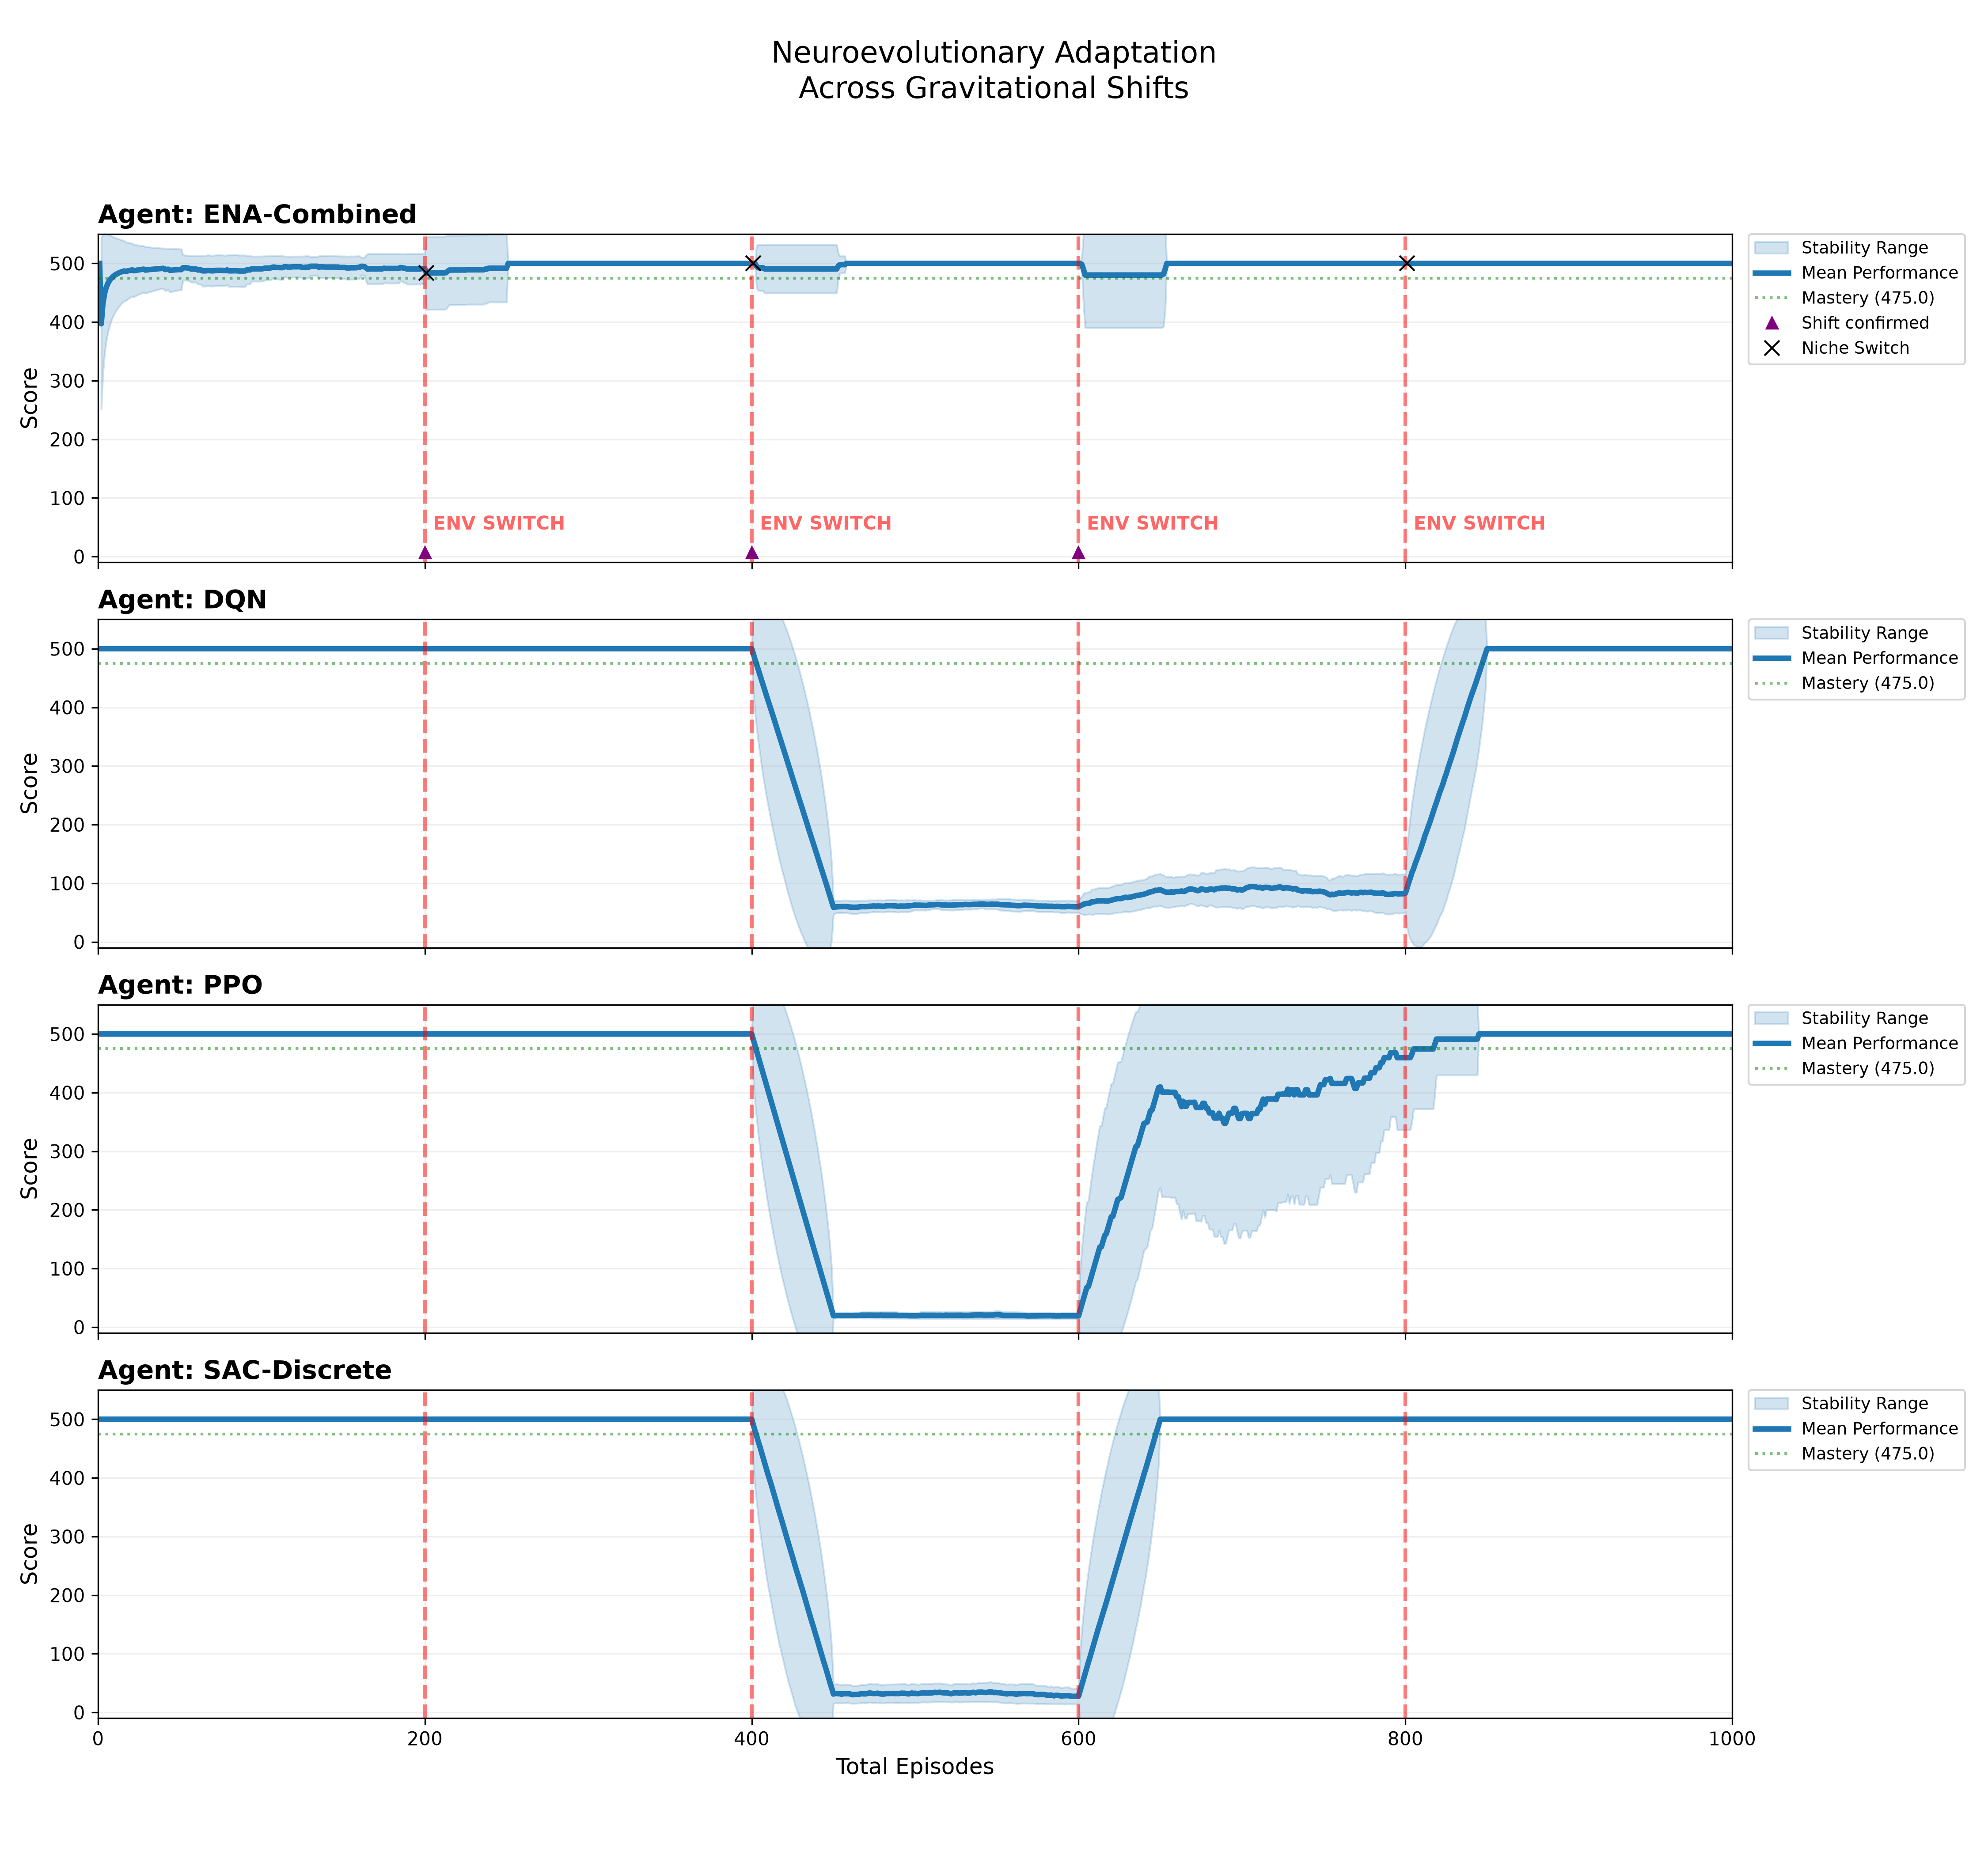 Neuroevolutionary Adaptation
Across Gravitational Shifts
Agent: ENA-Combined
Score
500
400
300
200
100
0
ENV SWITCH
ENV SWITCH
ENV SWITCH
ENV SWITCH
Stability Range
Mean Performance
Mastery (475.0)
Shift confirmed
Niche Switch
Agent: DQN
Score
500
400
300
200
100
0
Stability Range
Mean Performance
Mastery (475.0)
Agent: PPO
Score
500
400
300
200
100
0
Stability Range
Mean Performance
Mastery (475.0)
Agent: SAC-Discrete
Score
500
400
300
200
100
0
Stability Range
Mean Performance
Mastery (475.0)
0 200 400 600 800 1000
Total Episodes